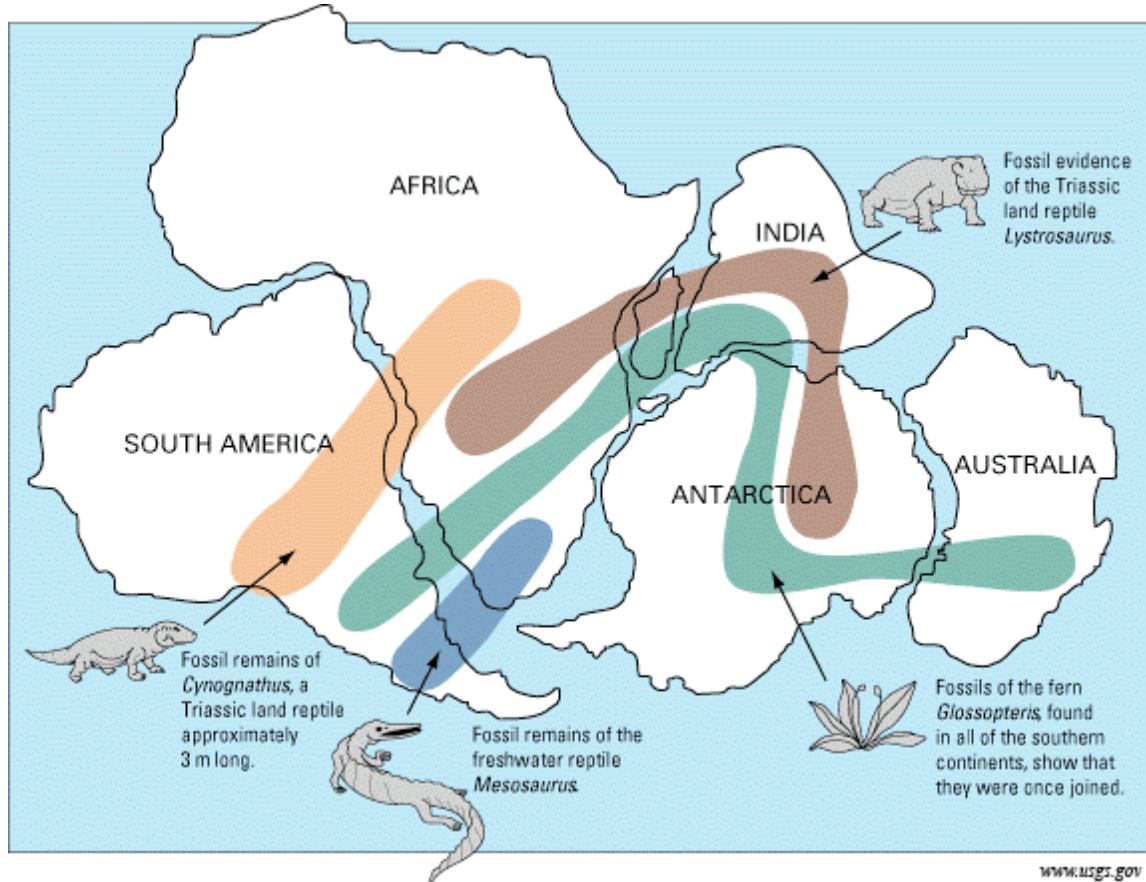 AFRICA
INDIA
Fossil evidence
of the Triassic
land reptile
Lystrosaurus.
SOUTH AMERICA
ANTARCTICA
AUSTRALIA
Fossil remains of
Cynognathus, a
Triassic land reptile
approximately
3 m long.
Fossil remains of the
freshwater reptile
Mesosaurus.
Fossils of the fern
Glossopteris, found
in all of the southern
continents, show that
they were once joined.
www.usgs.gov